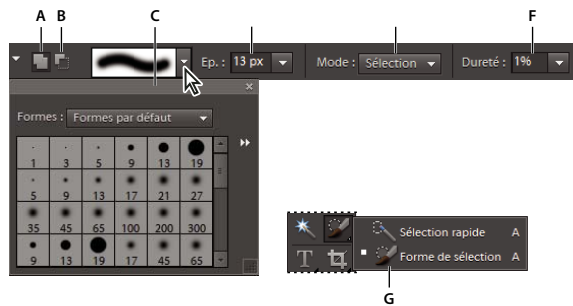 A B C F
Ep. : 13 px Mode : Sélection Dureté : 1%
Formes : Formes par défaut
1 3 5 9 13 19
5 9 13 17 21 27
35 45 65 100 200 300
9 13 19 17 45 65
Sélection rapide A
T Forme de sélection A
G